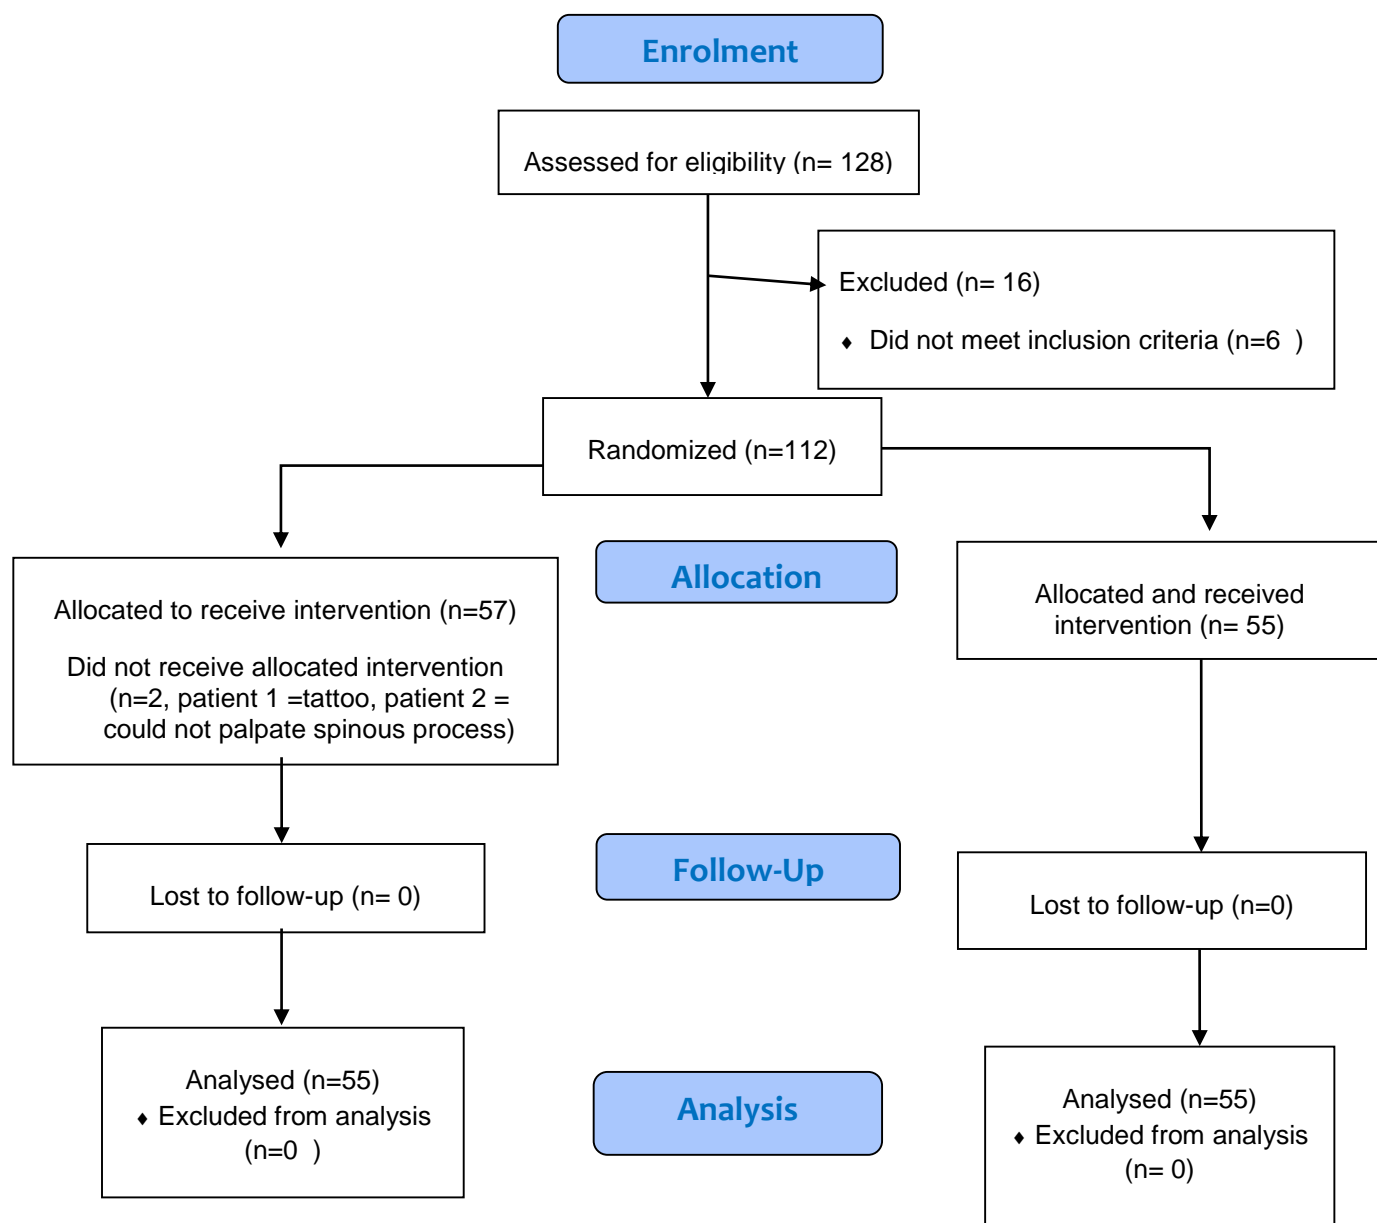 Enrolment
Assessed for eligibility (n= 128)
Excluded (n= 16)
♦ Did not meet inclusion criteria (n=6  )
Randomized (n=112)
Allocation
Allocated to receive intervention (n=57)
Did not receive allocated intervention
(n=2, patient 1 =tattoo, patient 2 =
could not palpate spinous process)
Allocated and received
intervention (n= 55)
Follow-Up
Lost to follow-up (n= 0)
Lost to follow-up (n=0)
Analysis
Analysed (n=55)
♦ Excluded from analysis
(n=0  )
Analysed (n=55)
♦ Excluded from analysis
(n= 0)